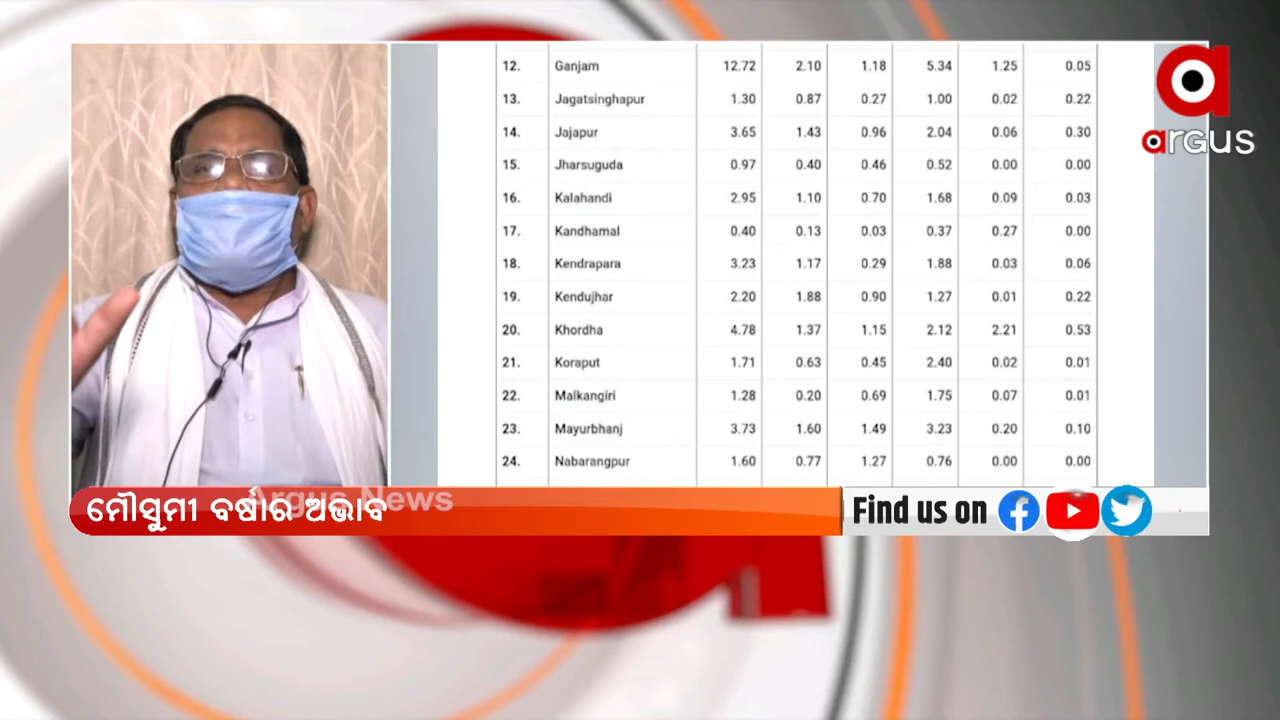 12. Ganjam 12.72 2.10 1.18 5.34 1.25 0.05
13. Jagatsinghapur 1.30 0.87 0.27 1.00 0.02 0.22
14. Jajapur 3.65 1.43 0.96 2.04 0.06 0.30
15. Jharsuguda 0.97 0.40 0.46 0.52 0.00 0.00
16. Kalahandi 2.95 1.10 0.70 1.68 0.09 0.03
17. Kandhamal 0.40 0.13 0.03 0.37 0.27 0.00
18. Kendrapara 3.23 1.17 0.29 1.88 0.03 0.06
19. Kendujhar 2.20 1.88 0.90 1.27 0.01 0.22
20. Khordha 4.78 1.37 1.15 2.12 2.21 0.53
21. Koraput 1.71 0.63 0.45 2.40 0.02 0.01
22. Malkangiri 1.28 0.20 0.69 1.75 0.07 0.01
23. Mayurbhanj 3.73 1.60 1.49 3.23 0.20 0.10
24. Nabarangpur 1.60 0.77 1.27 0.76 0.00 0.00
argus
Argus News
ମୌସୁମୀ ବର୍ଷାର ଅଭାବ
Find us on